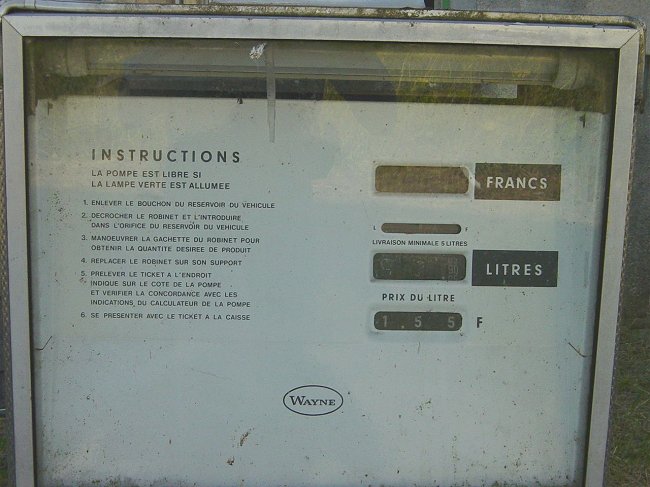 INSTRUCTIONS
LA POMPE EST LIBRE SI
LA LAMPE VERTE EST ALLUMEE
1. ENLEVER LE BOUCHON DU RESERVOIR DU VEHICULE
2. DECROCHER LE ROBINET ET L'INTRODUIRE
DANS L'ORIFICE DU RESERVOIR DU VEHICULE
3. MANOEUVRER LA GACHETTE DU ROBINET POUR
OBTENIR LA QUANTITE DESIREE DE PRODUIT
4. REPLACER LE ROBINET SUR SON SUPPORT
5. PRELEVER LE TICKET A L'ENDROIT
INDIQUE SUR LE COTE DE LA POMPE
ET VERIFIER LA CONCORDANCE AVEC LES
INDICATIONS DU CALCULATEUR DE LA POMPE
6. SE PRESENTER AVEC LE TICKET A LA CAISSE
FRANCS
L F
LIVRAISON MINIMALE 5 LITRES
LITRES
PRIX DU LITRE
1.55 F
WAYNE